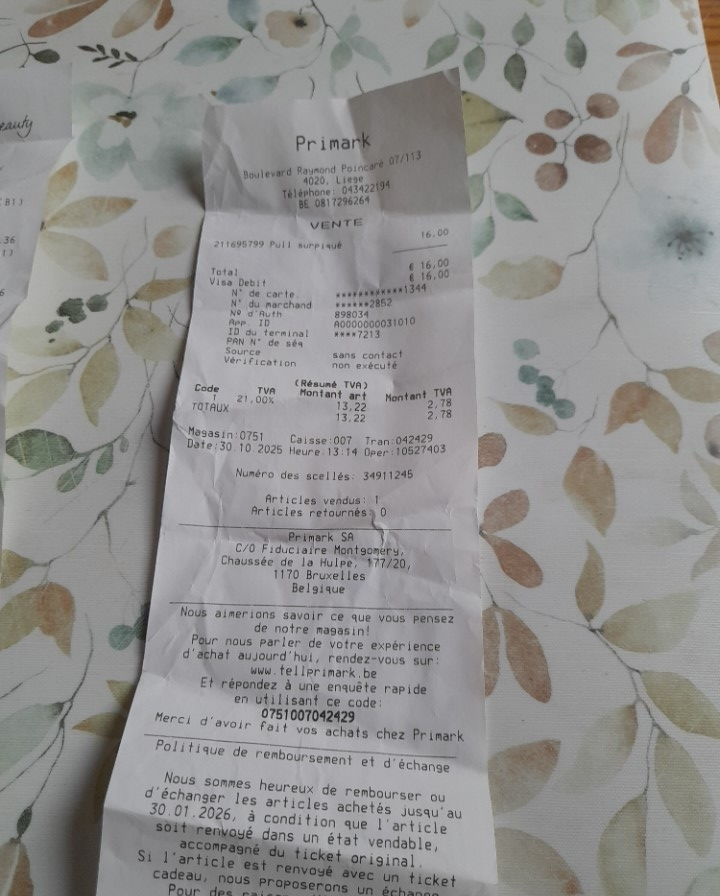 eauty
B1)
.36
1)
6
Primark
Boulevard Raymond Poincaré 07/113
4020, Liege
Téléphone: 043422194
BE 0817296264
VENTE
211695799 Pull surpiqué 16,00
Total € 16,00
Visa Debit € 16,00
N° de carte. ************1344
N° du marchand ******2852
Nº d'Auth 898034
App. ID A0000000031010
ID du terminal ****7213
PAN N° de séq
Source sans contact
Vérification non exécuté
(Résumé TVA)
Code TVA Montant art Montant TVA
1 21,00% 13,22 2,78
TOTAUX 13,22 2,78
Magasin:0751 Caisse:007 Tran:042429
Date:30.10.2025 Heure:13:14 Oper:10527403
Numéro des scellés: 34911245
Articles vendus: 1
Articles retournés: 0
Primark SA
C/O Fiduciaire Montgomery,
Chaussée de la Hulpe, 177/20,
1170 Bruxelles
Belgique
Nous aimerions savoir ce que vous pensez
de notre magasin!
Pour nous parler de votre expérience
d'achat aujourd'hui, rendez-vous sur:
www.tellprimark.be
Et répondez à une enquête rapide
en utilisant ce code:
0751007042429
Merci d'avoir fait vos achats chez Primark
Politique de remboursement et d'échange
Nous sommes heureux de rembourser ou
d'échanger les articles achetés jusqu'au
30.01.2026, à condition que l'article
soit renvoyé dans un état vendable,
accompagné du ticket original.
Si l'article est renvoyé avec un ticket
cadeau, nous proposerons un échange
Pour des